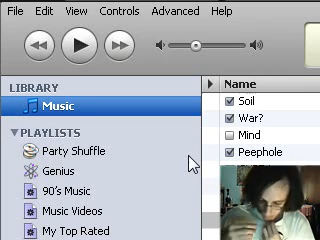 File Edit View Controls Advanced Help
LIBRARY
Music
PLAYLISTS
Party Shuffle
Genius
90's Music
Music Videos
My Top Rated
Name
Soil
War?
Mind
Peephole